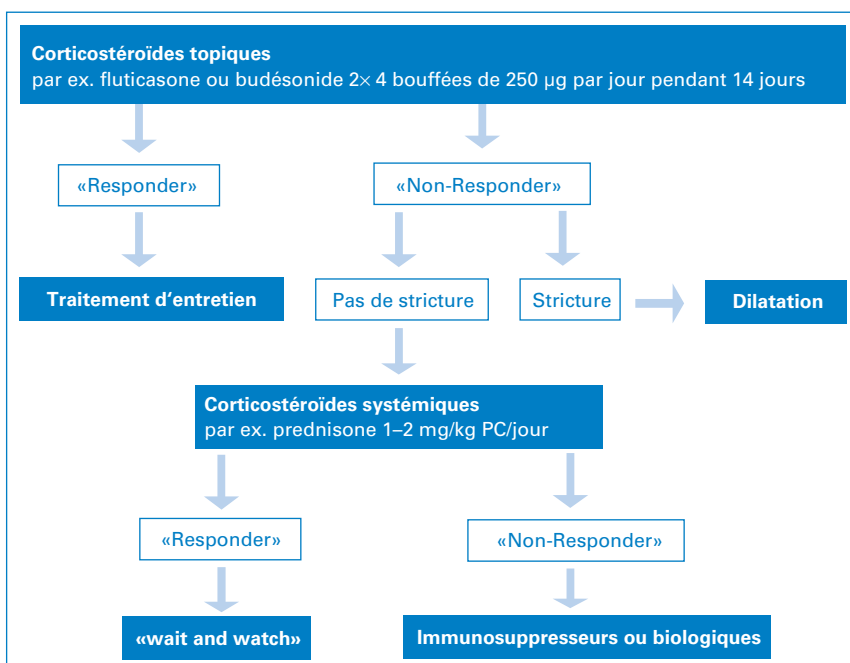 Corticostéroïdes topiques
par ex. fluticasone ou budésonide 2× 4 bouffées de 250 µg par jour pendant 14 jours
«Responder»
«Non-Responder»
Traitement d‘entretien
Pas de stricture
Stricture
Dilatation
Corticostéroïdes systémiques
par ex. prednisone 1–2 mg/kg PC/jour
«Responder»
«Non-Responder»
«wait and watch»
Immunosuppresseurs ou biologiques